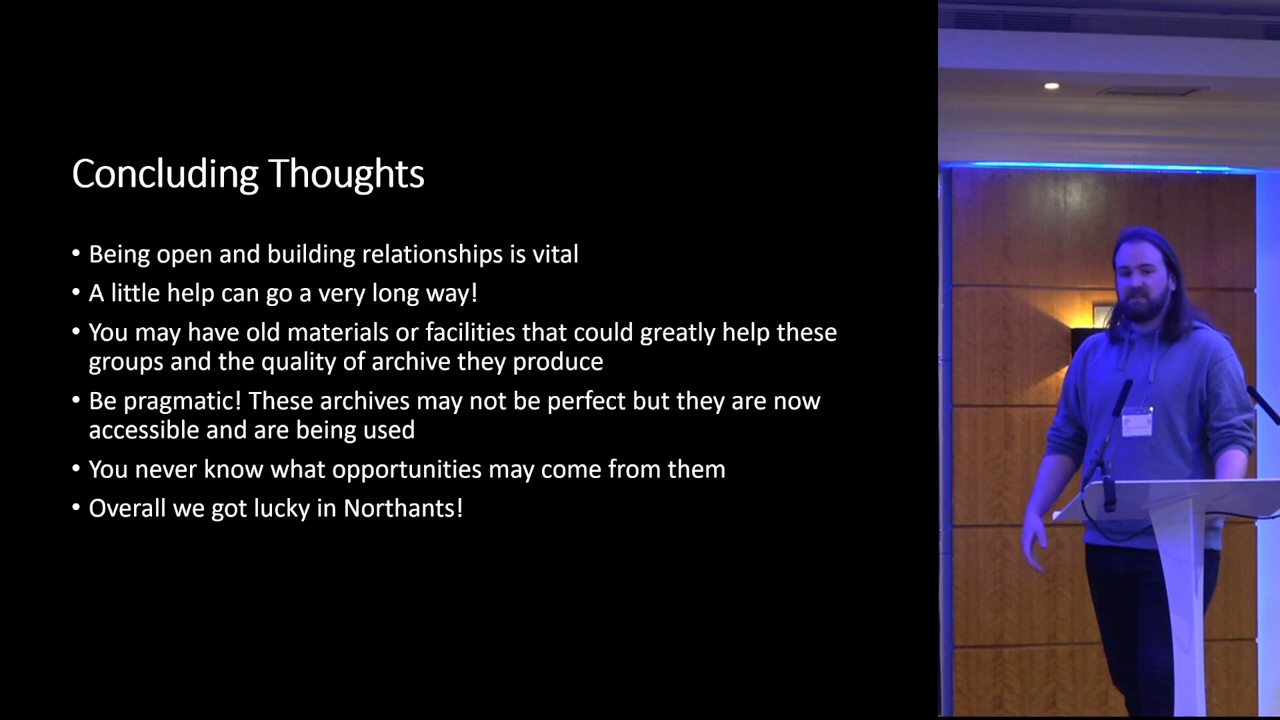 Concluding Thoughts
• Being open and building relationships is vital
• A little help can go a very long way!
• You may have old materials or facilities that could greatly help these
groups and the quality of archive they produce
• Be pragmatic! These archives may not be perfect but they are now
accessible and are being used
• You never know what opportunities may come from them
• Overall we got lucky in Northants!